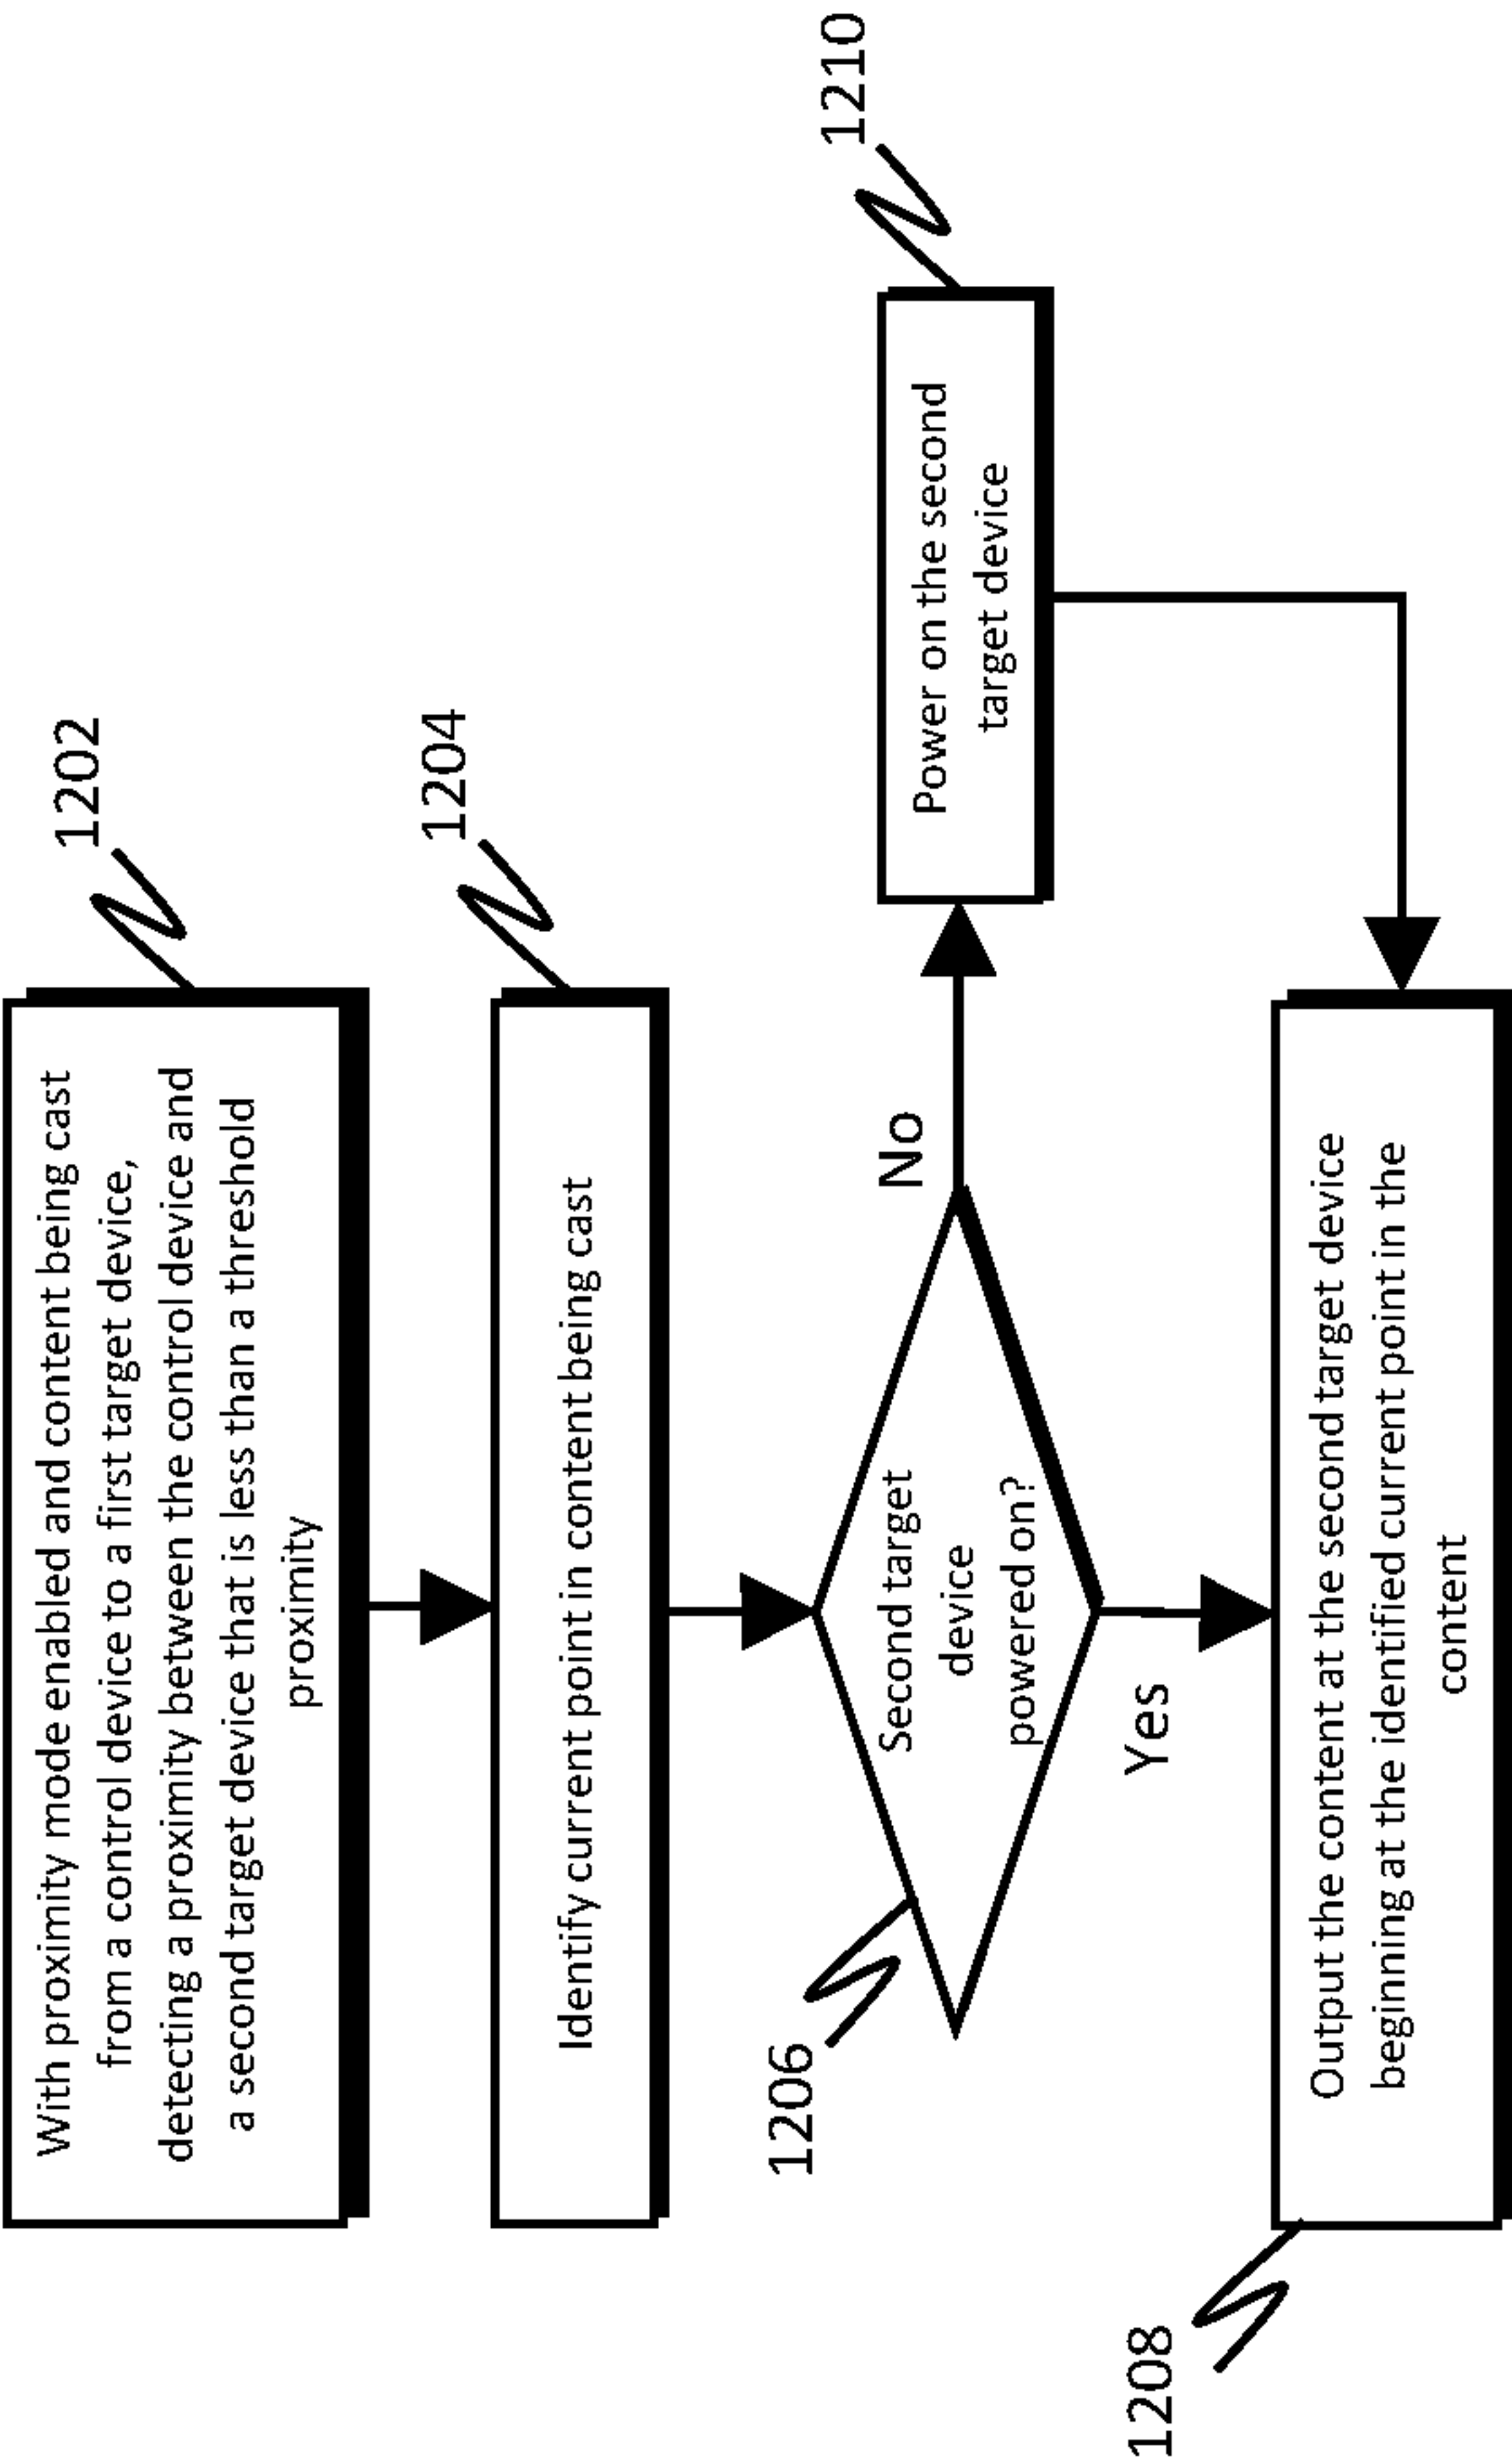 With proximity mode enabled and content being cast
from a control device to a first target device,
detecting a proximity between the control device and
a second target device that is less than a threshold
proximity
1202
Identify current point in content being cast
1204
Second target
device
powered on?
1206
No
Power on the second
target device
1210
Yes
Output the content at the second target device
beginning at the identified current point in the
content
1208